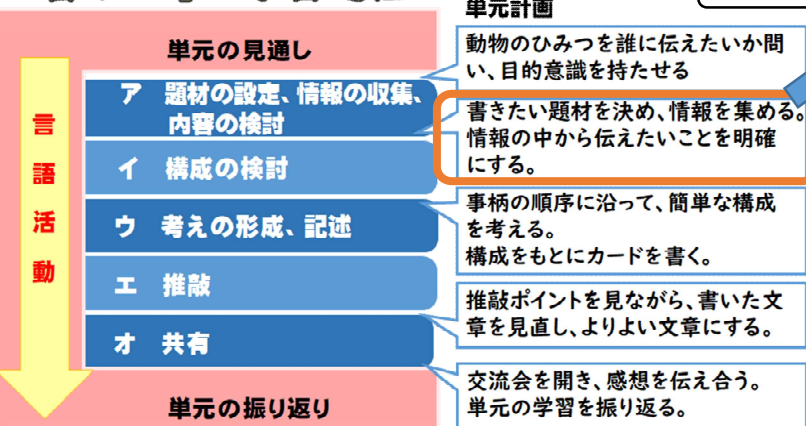 単元計画
単元の見通し
言語活動
ア 題材の設定、情報の収集、
内容の検討
イ 構成の検討
ウ 考えの形成、記述
エ 推敲
オ 共有
単元の振り返り
動物のひみつを誰に伝えたいか問
い、目的意識を持たせる
書きたい題材を決め、情報を集める。
情報の中から伝えたいことを明確
にする。
事柄の順序に沿って、簡単な構成
を考える。
構成をもとにカードを書く。
推敲ポイントを見ながら、書いた文
章を見直し、よりよい文章にする。
交流会を開き、感想を伝え合う。
単元の学習を振り返る。